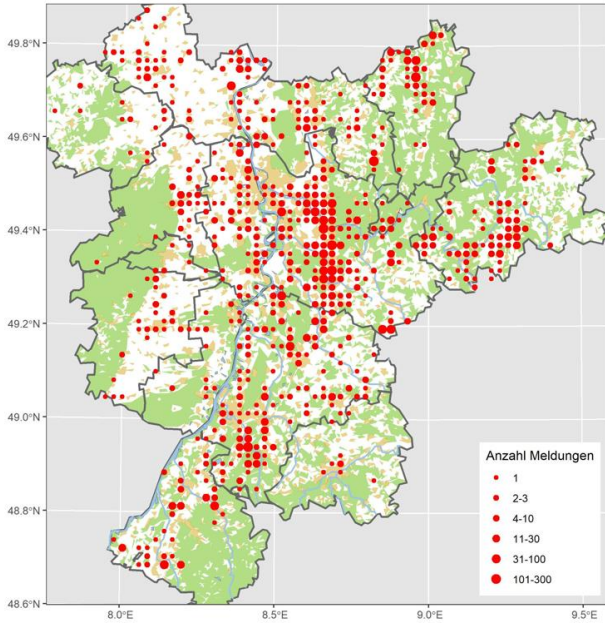 49.8°N
49.6°N
49.4°N
49.2°N
49.0°N
48.8°N
48.6°N
Anzahl Meldungen
1
2-3
4-10
11-30
31-100
101-300
8.0°E
8.5°E
9.0°E
9.5°E